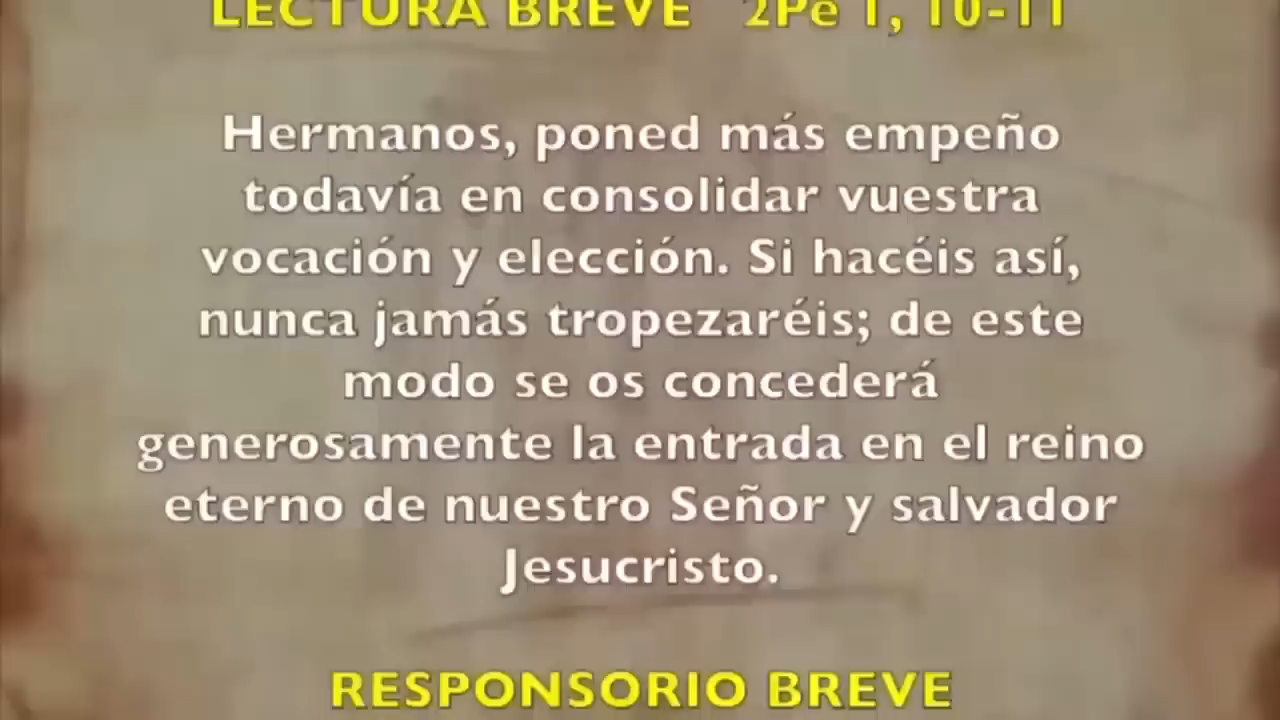 LECTURA BREVE 2Pe 1, 10-11
Hermanos, poned más empeño
todavía en consolidar vuestra
vocación y elección. Si hacéis así,
nunca jamás tropezaréis; de este
modo se os concederá
generosamente la entrada en el reino
eterno de nuestro Señor y salvador
Jesucristo.
RESPONSORIO BREVE